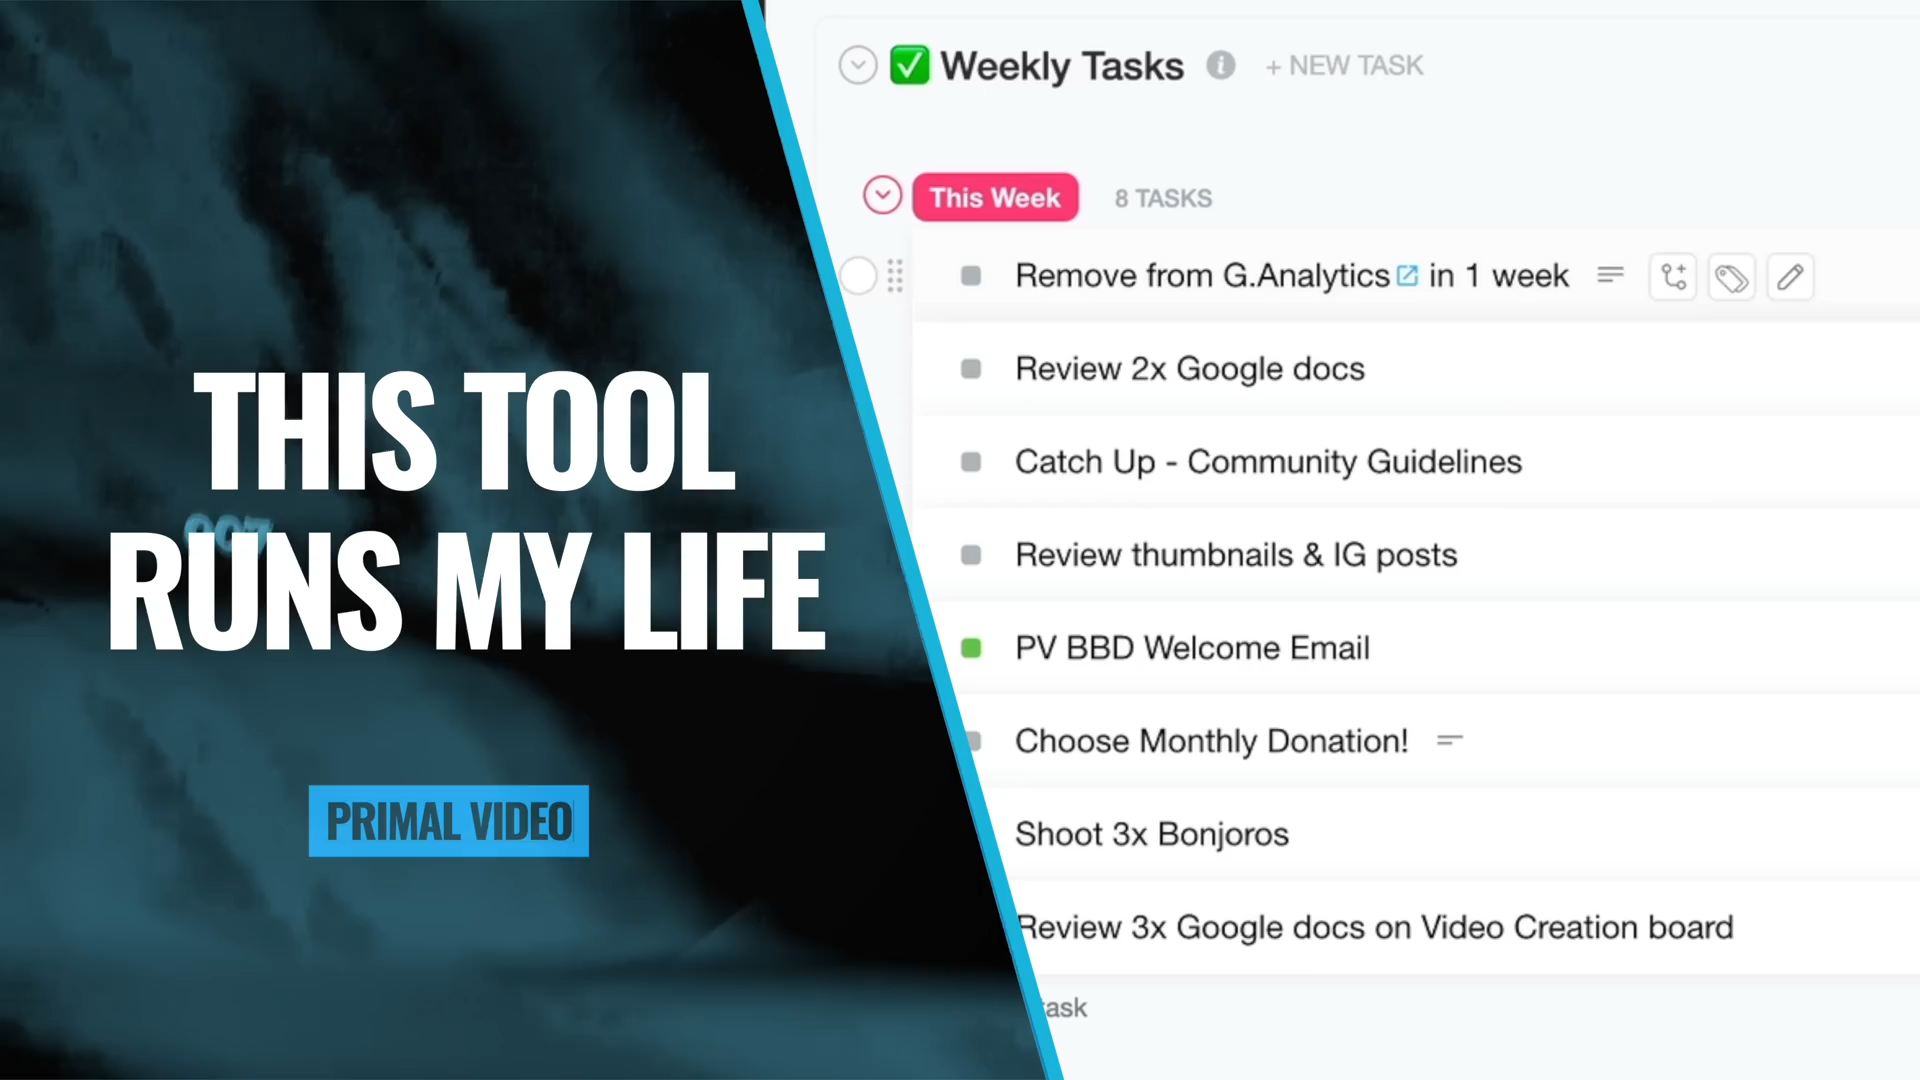 THIS TOOL
RUNS MY LIFE
PRIMAL VIDEO
Weekly Tasks
+ NEW TASK
This Week
8 TASKS
Remove from G.Analytics in 1 week
Review 2x Google docs
Catch Up - Community Guidelines
Review thumbnails & IG posts
PV BBD Welcome Email
Choose Monthly Donation!
Shoot 3x Bonjoros
Review 3x Google docs on Video Creation board
task